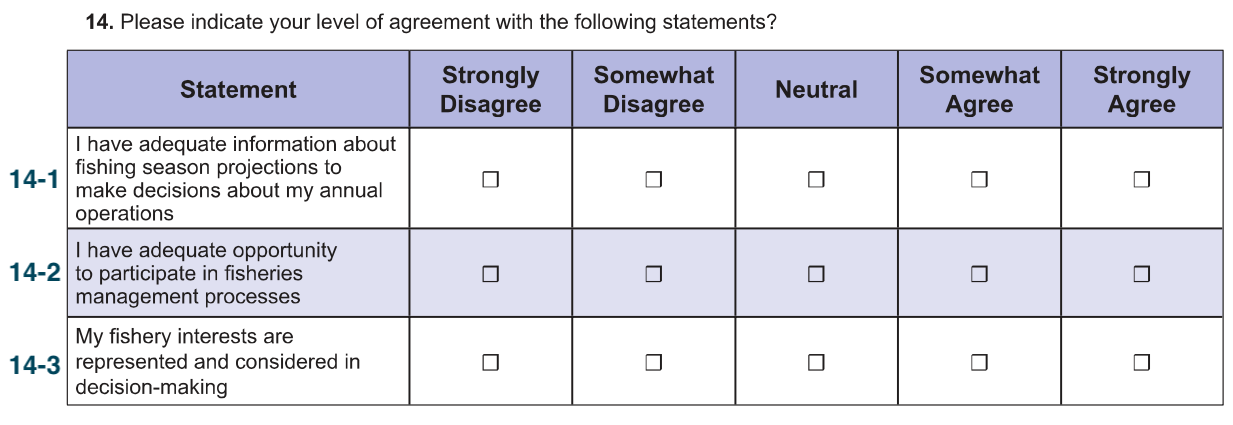 14. Please indicate your level of agreement with the following statements?
Statement
Strongly
Disagree
Somewhat
Disagree
Neutral
Somewhat
Agree
Strongly
Agree
14-1
I have adequate information about
fishing season projections to
make decisions about my annual
operations
❒ ❒ ❒ ❒ ❒
14-2
I have adequate opportunity
to participate in fisheries
management processes
❒ ❒ ❒ ❒ ❒
14-3
My fishery interests are
represented and considered in
decision-making
❒ ❒ ❒ ❒ ❒